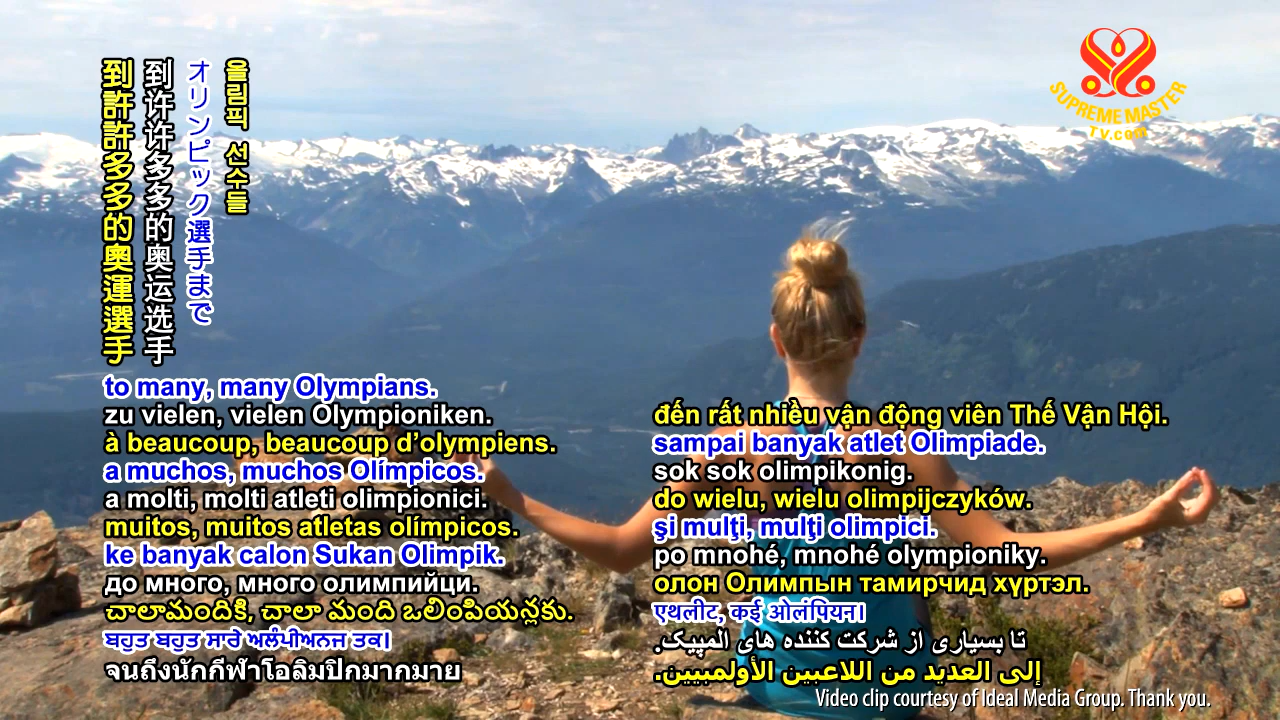 到許許多多的奧運選手
到许许多多的奥运选手
オリンピック選手まで
올림픽 선수들
SUPREME MASTER
TV.com
to many, many Olympians.
zu vielen, vielen Olympioniken.
à beaucoup, beaucoup d’olympiens.
a muchos, muchos Olímpicos.
a molti, molti atleti olimpionici.
muitos, muitos atletas olímpicos.
ke banyak calon Sukan Olimpik.
до много, много олимпийци.
చాలామందికి, చాలా మంది ఒలింపియన్లకు.
ਬਹੁਤ ਬਹੁਤ ਸਾਰੇ ਅਲੰਪੀਅਨਜ ਤਕ।
จนถึงนักกีฬาโอลิมปิกมากมาย
đến rất nhiều vận động viên Thế Vận Hội.
sampai banyak atlet Olimpiade.
sok sok olimpikonig.
do wielu, wielu olimpijczyków.
şi mulţi, mulţi olimpici.
po mnohé, mnohé olympioniky.
олон Олимпын тамирчид хүртэл.
एथलीट, कई ओलंपियन।
تا بسیاری از شرکت کننده های المپیک.
إلى العديد من اللاعبين الأولمبيين.
Video clip courtesy of Ideal Media Group. Thank you.